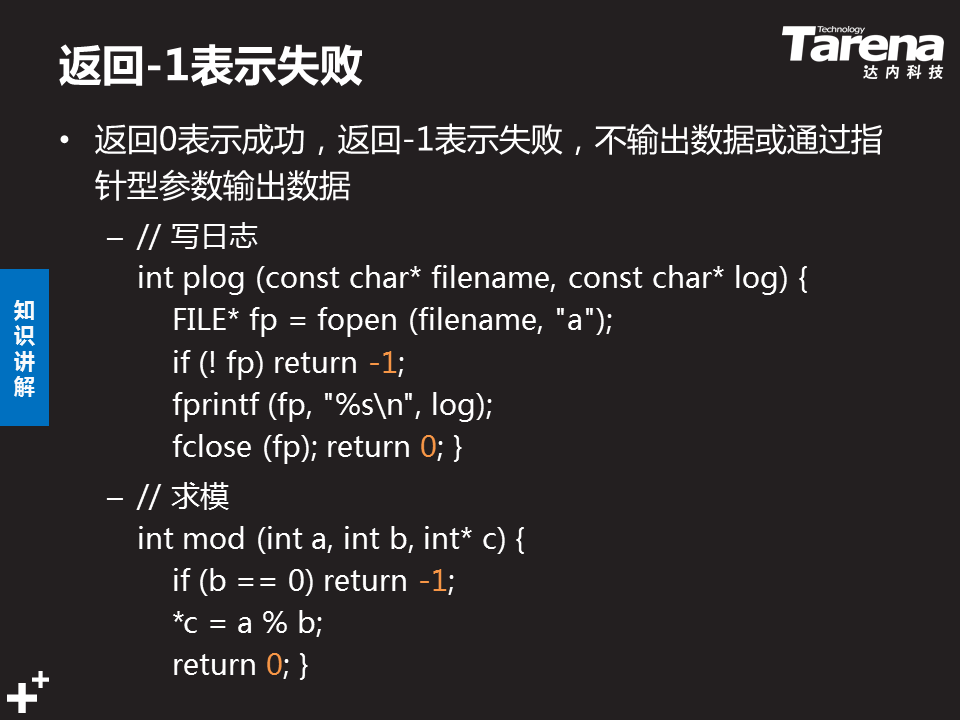 返回-1表示失败
Technology
Tarena
达内科技
• 返回0表示成功，返回-1表示失败，不输出数据或通过指
针型参数输出数据
– // 写日志
int plog (const char* filename, const char* log) {
FILE* fp = fopen (filename, "a");
if (! fp) return -1;
fprintf (fp, "%s\n", log);
fclose (fp); return 0; }
– // 求模
int mod (int a, int b, int* c) {
if (b == 0) return -1;
*c = a % b;
return 0; }
知识讲解